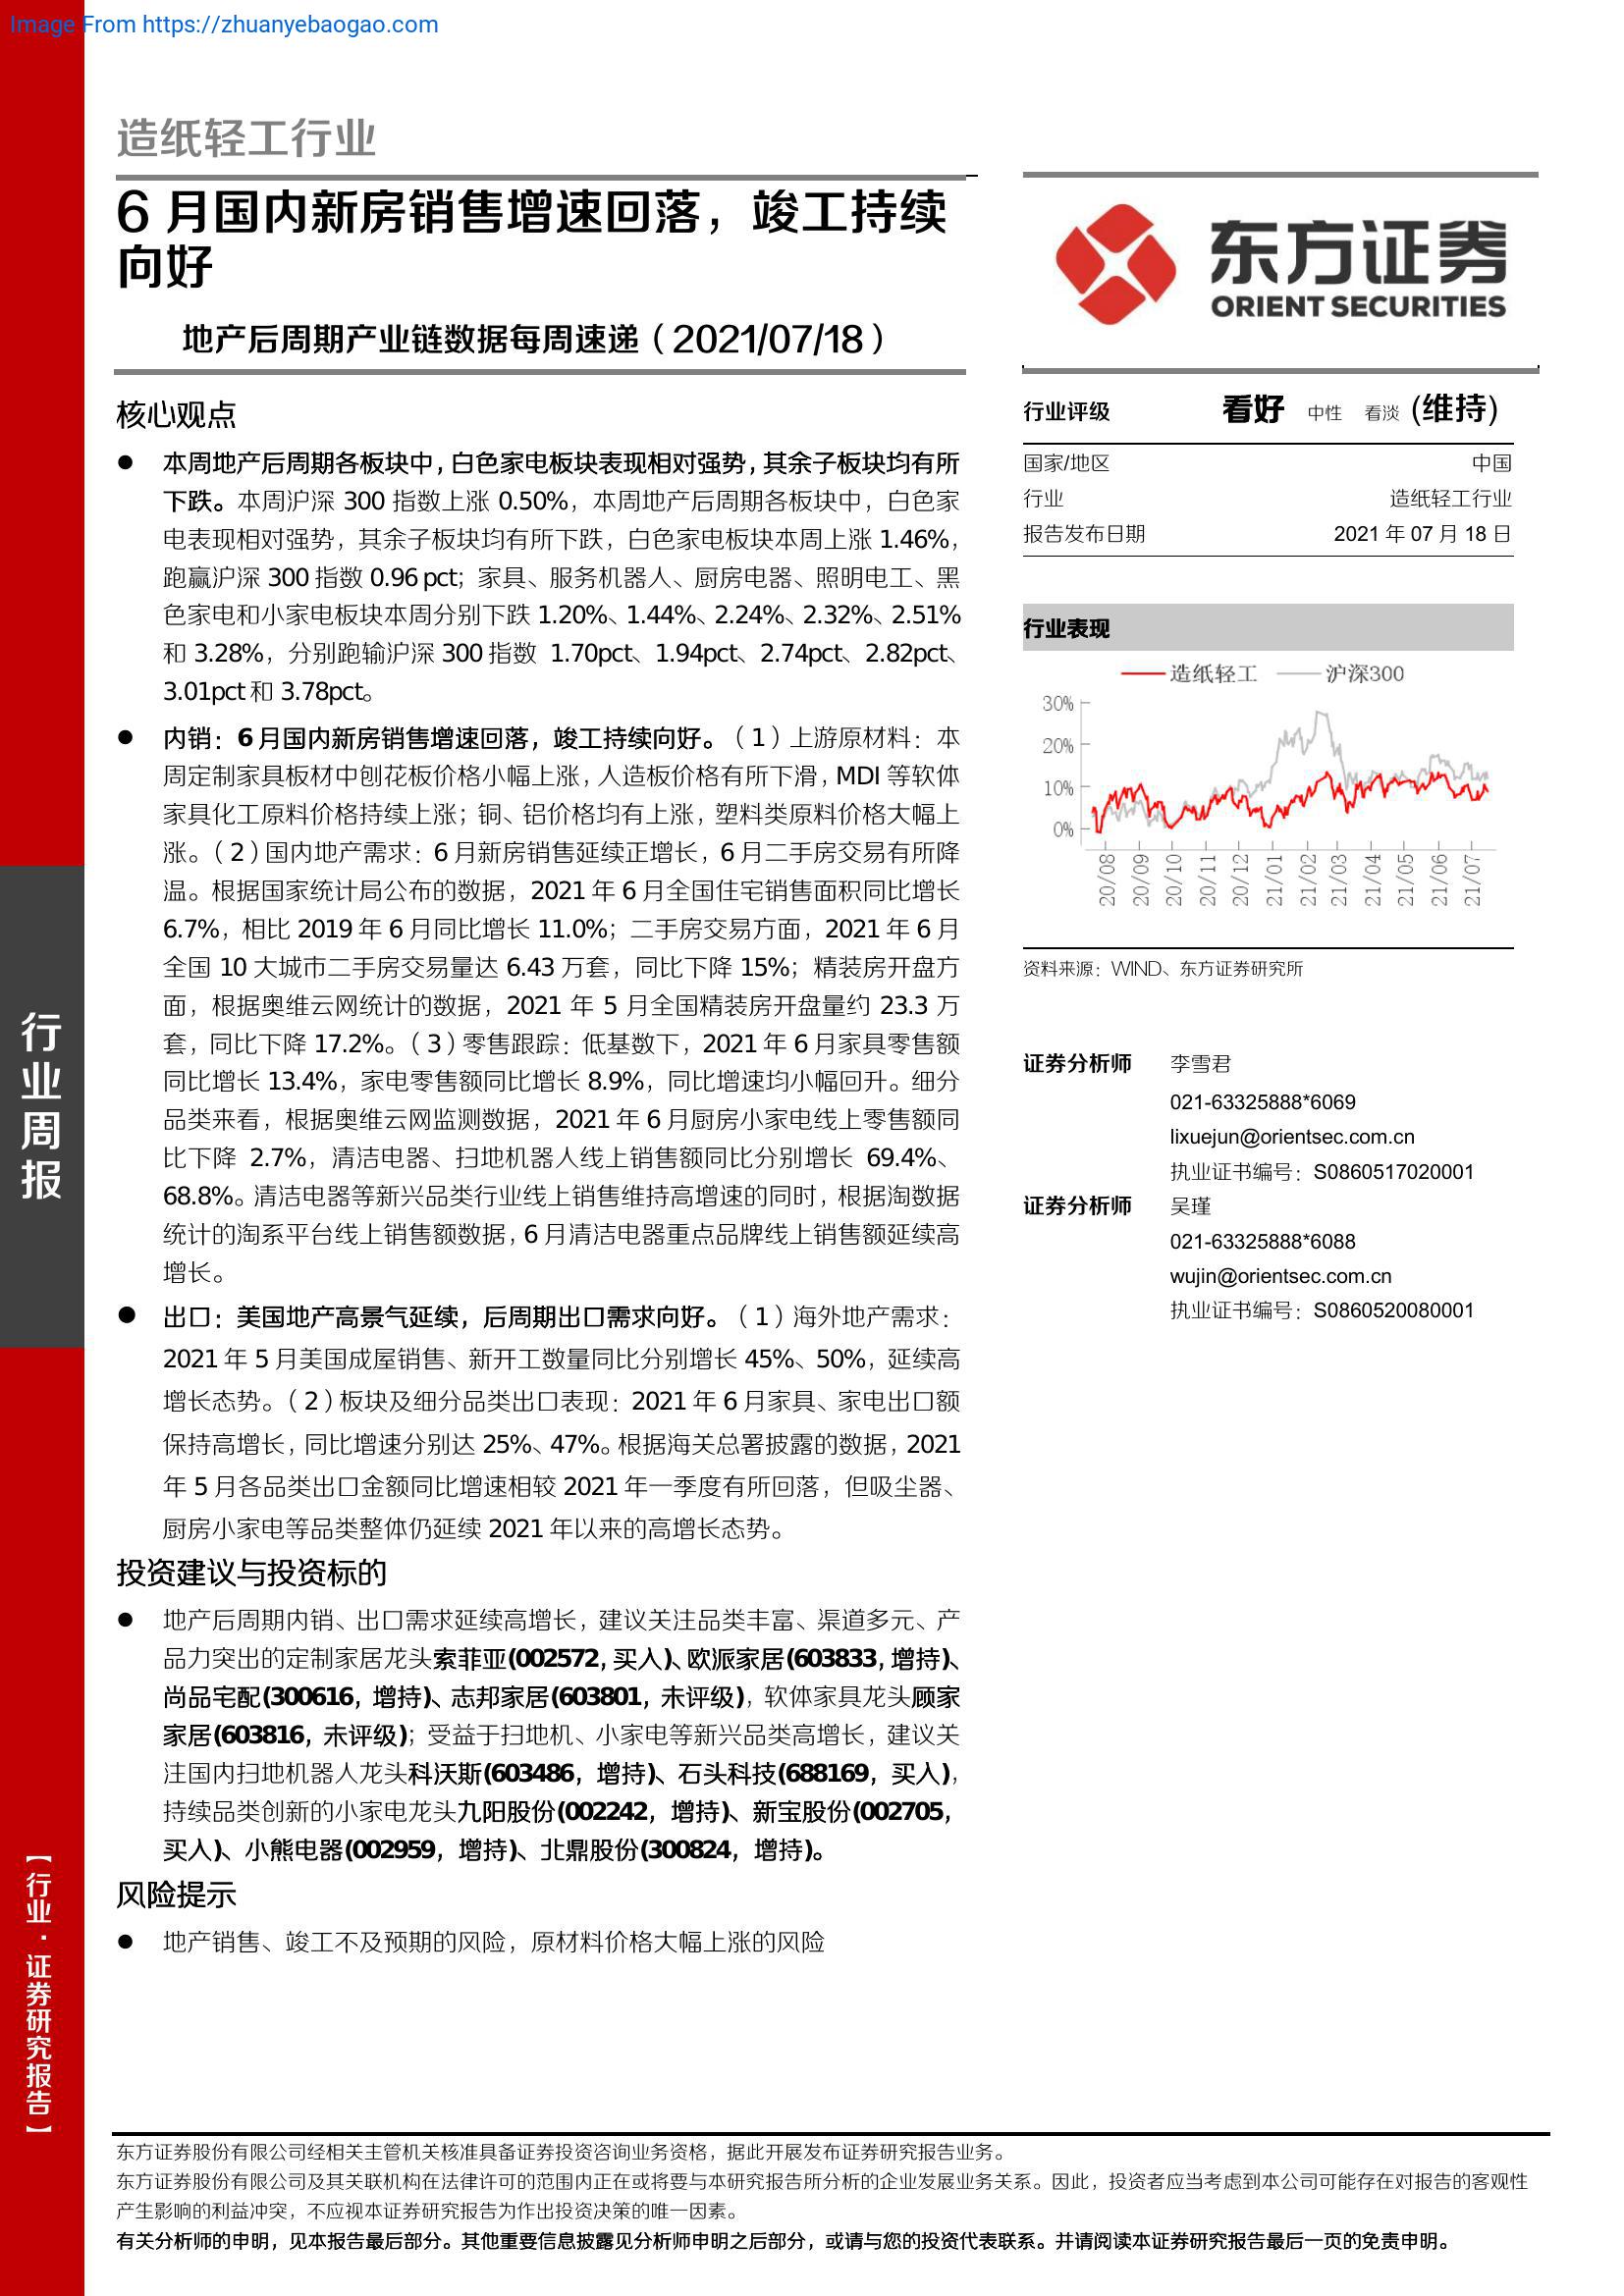 Image From https://zhuanyebaogao.com
造纸轻工行业
6 月国内新房销售增速回落，竣工持续
向好
地产后周期产业链数据每周速递（2021/07/18）
核心观点
● 本周地产后周期各板块中，白色家电板块表现相对强势，其余子板块均有所
下跌。本周沪深 300 指数上涨 0.50%，本周地产后周期各板块中，白色家
电表现相对强势，其余子板块均有所下跌，白色家电板块本周上涨 1.46%，
跑赢沪深 300 指数 0.96 pct；家具、服务机器人、厨房电器、照明电工、黑
色家电和小家电板块本周分别下跌 1.20%、1.44%、2.24%、2.32%、2.51%
和 3.28%，分别跑输沪深 300 指数 1.70pct、1.94pct、2.74pct、2.82pct、
3.01pct 和 3.78pct。
● 内销：6 月国内新房销售增速回落，竣工持续向好。（1）上游原材料：本
周定制家具板材中刨花板价格小幅上涨，人造板价格有所下滑，MDI 等软体
家具化工原料价格持续上涨；铜、铝价格均有上涨，塑料类原料价格大幅上
涨。（2）国内地产需求：6 月新房销售延续正增长，6 月二手房交易有所降
温。根据国家统计局公布的数据，2021 年 6 月全国住宅销售面积同比增长
6.7%，相比 2019 年 6 月同比增长 11.0%；二手房交易方面，2021 年 6 月
全国 10 大城市二手房交易量达 6.43 万套，同比下降 15%；精装房开盘方
面，根据奥维云网统计的数据，2021 年 5 月全国精装房开盘量约 23.3 万
套，同比下降 17.2%。（3）零售跟踪：低基数下，2021 年 6 月家具零售额
同比增长 13.4%，家电零售额同比增长 8.9%，同比增速均小幅回升。细分
品类来看，根据奥维云网监测数据，2021 年 6 月厨房小家电线上零售额同
比下降 2.7%，清洁电器、扫地机器人线上销售额同比分别增长 69.4%、
68.8%。清洁电器等新兴品类行业线上销售维持高增速的同时，根据淘数据
统计的淘系平台线上销售额数据，6 月清洁电器重点品牌线上销售额延续高
增长。
● 出口：美国地产高景气延续，后周期出口需求向好。（1）海外地产需求：
2021 年 5 月美国成屋销售、新开工数量同比分别增长 45%、50%，延续高
增长态势。（2）板块及细分品类出口表现：2021 年 6 月家具、家电出口额
保持高增长，同比增速分别达 25%、47%。根据海关总署披露的数据，2021
年 5 月各品类出口金额同比增速相较 2021 年一季度有所回落，但吸尘器、
厨房小家电等品类整体仍延续 2021 年以来的高增长态势。
投资建议与投资标的
● 地产后周期内销、出口需求延续高增长，建议关注品类丰富、渠道多元、产
品力突出的定制家居龙头索菲亚(002572，买入)、欧派家居(603833，增持)、
尚品宅配(300616，增持)、志邦家居(603801，未评级)，软体家具龙头顾家
家居(603816，未评级)；受益于扫地机、小家电等新兴品类高增长，建议关
注国内扫地机器人龙头科沃斯(603486，增持)、石头科技(688169，买入)，
持续品类创新的小家电龙头九阳股份(002242，增持)、新宝股份(002705，
买入)、小熊电器(002959，增持)、北鼎股份(300824，增持)。
风险提示
● 地产销售、竣工不及预期的风险，原材料价格大幅上涨的风险
东方证券
ORIENT SECURITIES
行业评级 看好 中性 看淡 (维持)
国家/地区 中国
行业 造纸轻工行业
报告发布日期 2021 年 07 月 18 日
行业表现
造纸轻工 沪深300
30%
20%
10%
0%
20/08 20/09 20/10 20/11 20/12 21/01 21/02 21/03 21/04 21/05 21/06 21/07
资料来源：WIND、东方证券研究所
证券分析师 李雪君
021-63325888*6069
lixuejun@orientsec.com.cn
执业证书编号：S0860517020001
证券分析师 吴瑾
021-63325888*6088
wujin@orientsec.com.cn
执业证书编号：S0860520080001
行业周报
【行业·证券研究报告】
东方证券股份有限公司经相关主管机关核准具备证券投资咨询业务资格，据此开展发布证券研究报告业务。
东方证券股份有限公司及其关联机构在法律许可的范围内正在或将要与本研究报告所分析的企业发展业务关系。因此，投资者应当考虑到本公司可能存在对报告的客观性
产生影响的利益冲突，不应视本证券研究报告为作出投资决策的唯一因素。
有关分析师的申明，见本报告最后部分。其他重要信息披露见分析师申明之后部分，或请与您的投资代表联系。并请阅读本证券研究报告最后一页的免责申明。